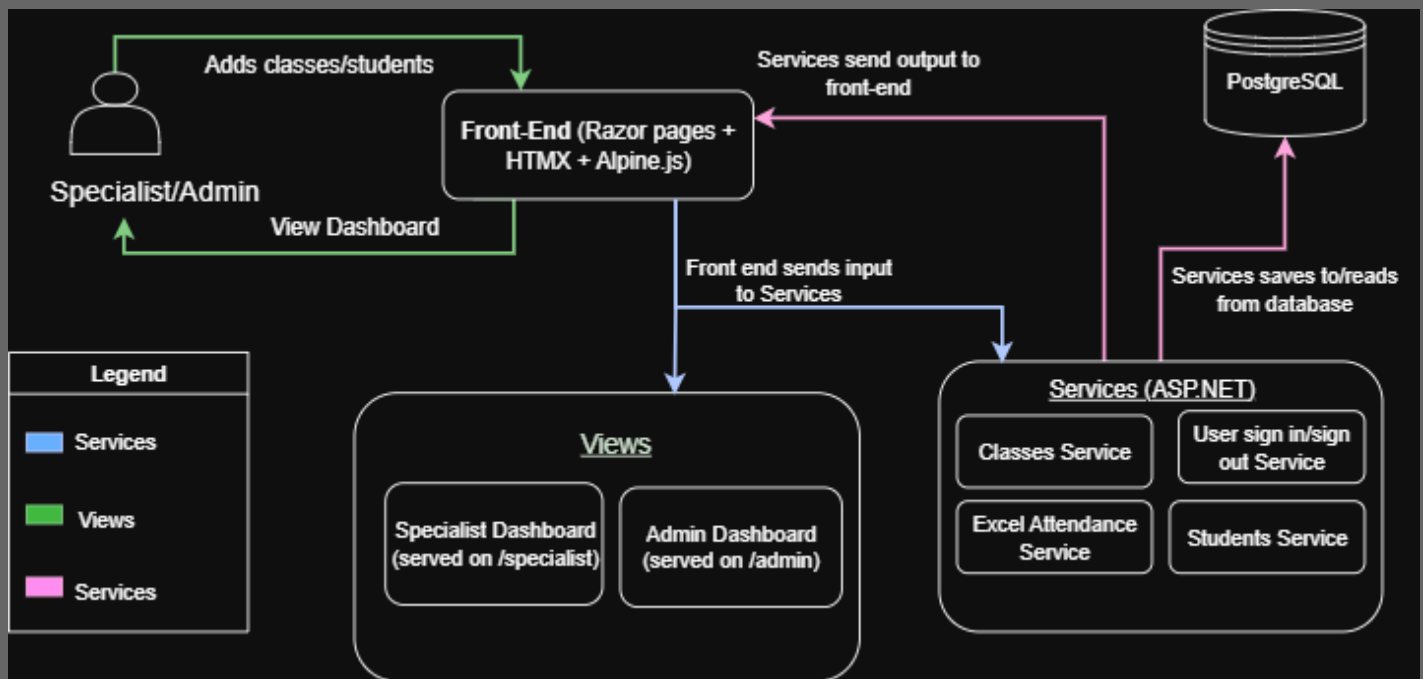 Adds classes/students
Specialist/Admin
View Dashboard
Front-End (Razor pages +
HTMX + Alpine.js)
Services send output to
front-end
PostgreSQL
Front end sends input
to Services
Services saves to/reads
from database
Legend
Services
Views
Services
Views
Specialist Dashboard
(served on /specialist)
Admin Dashboard
(served on /admin)
Services (ASP.NET)
Classes Service
User sign in/sign
out Service
Excel Attendance
Service
Students Service